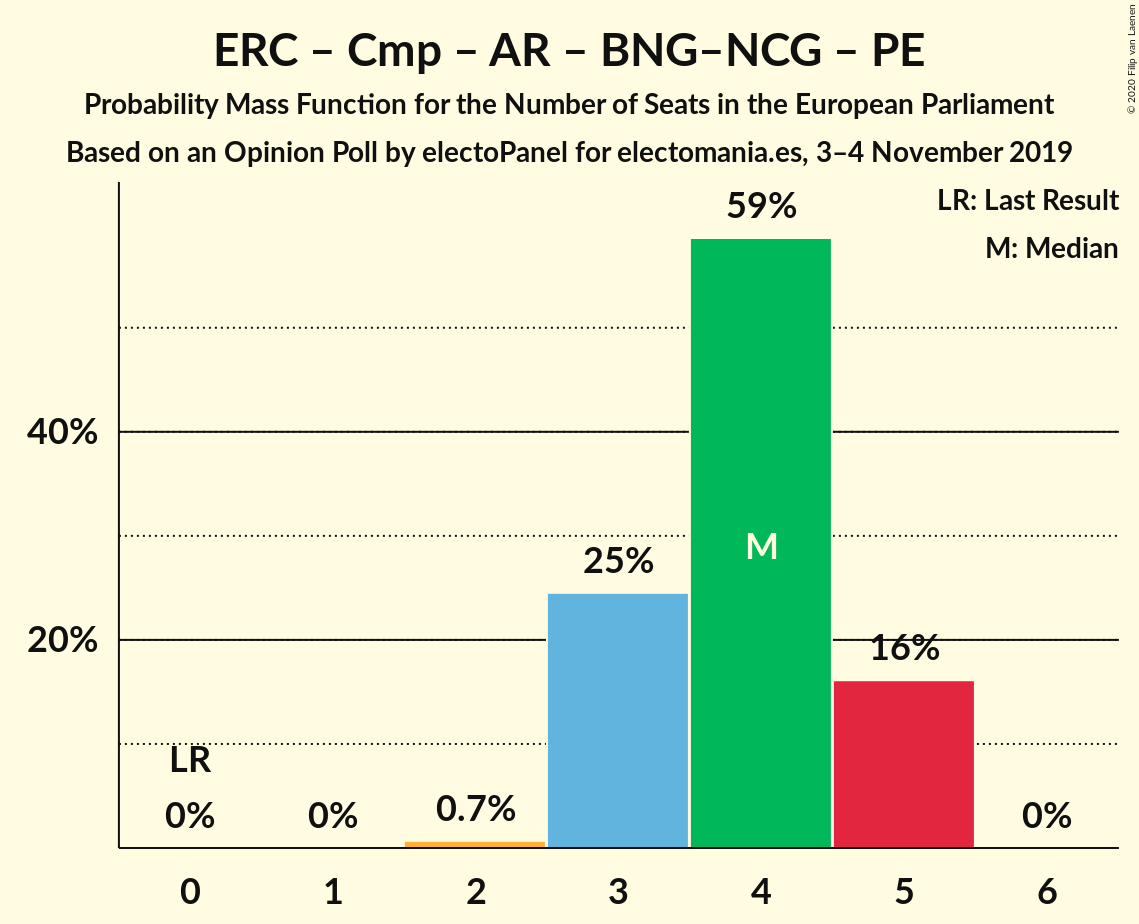 ERC – Cmp – AR – BNG–NCG – PE
Probability Mass Function for the Number of Seats in the European Parliament
Based on an Opinion Poll by electoPanel for electomania.es, 3–4 November 2019
© 2020 Filip van Laenen
LR: Last Result
M: Median
59%
40%
M
25%
20%
16%
LR
0%
0%
0.7%
0%
0 1 2 3 4 5 6